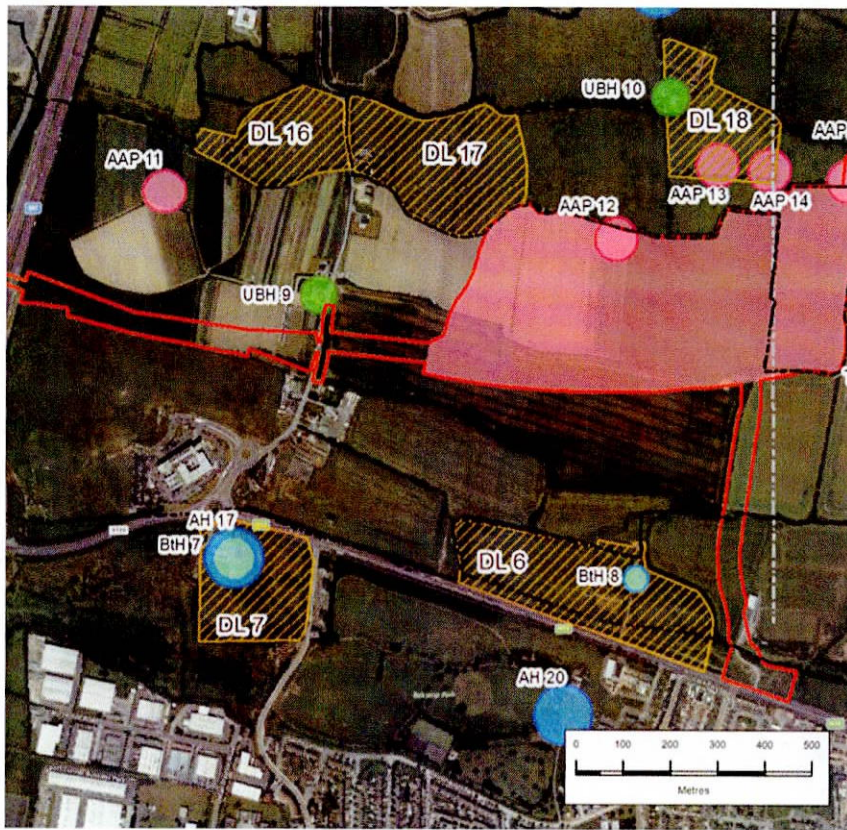 UBH 10
DL 16
DL 17
DL 18
AAP 11
AAP
AAP 13
AAP 14
AAP 12
UBH 9
AH 17
BtH 7
DL 6
BtH 8
DL 7
AH 20
0 100 200 300 400 500
Metres